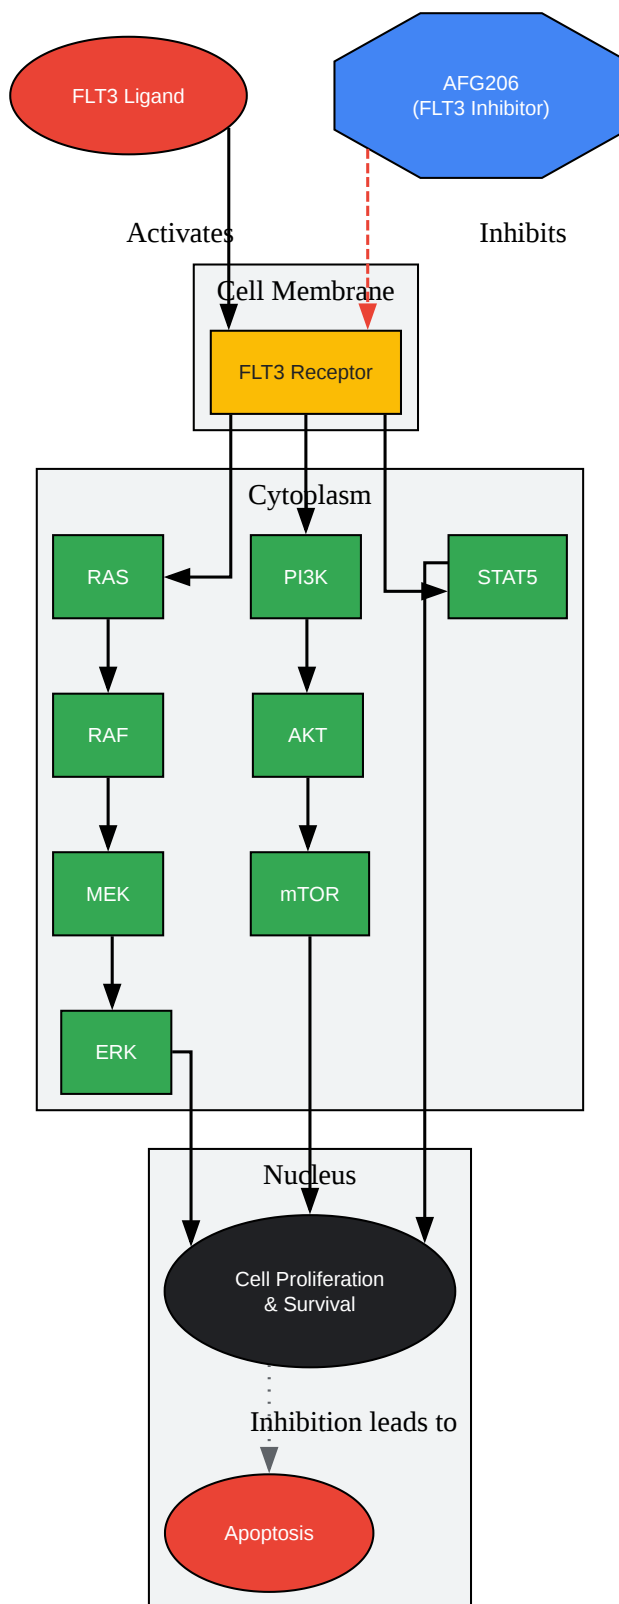 FLT3 Ligand
AFG206
(FLT3 Inhibitor)
Activates
Inhibits
Cell Membrane
FLT3 Receptor
Cytoplasm
RAS
PI3K
STAT5
RAF
AKT
MEK
mTOR
ERK
Nucleus
Cell Proliferation
& Survival
Inhibition leads to
Apoptosis